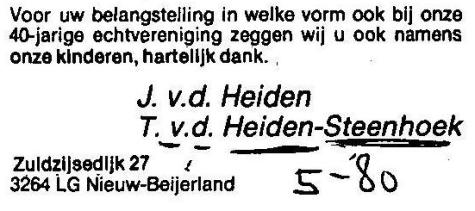 Voor uw belangstelling in welke vorm ook bij onze
40-jarige echtvereniging zeggen wij u ook namens
onze kinderen, hartelijk dank.
J. v.d. Heiden
T. v.d. Heiden-Steenhoek
Zuidzijsedijk 27
3264 LG Nieuw-Beijerland
5-'80